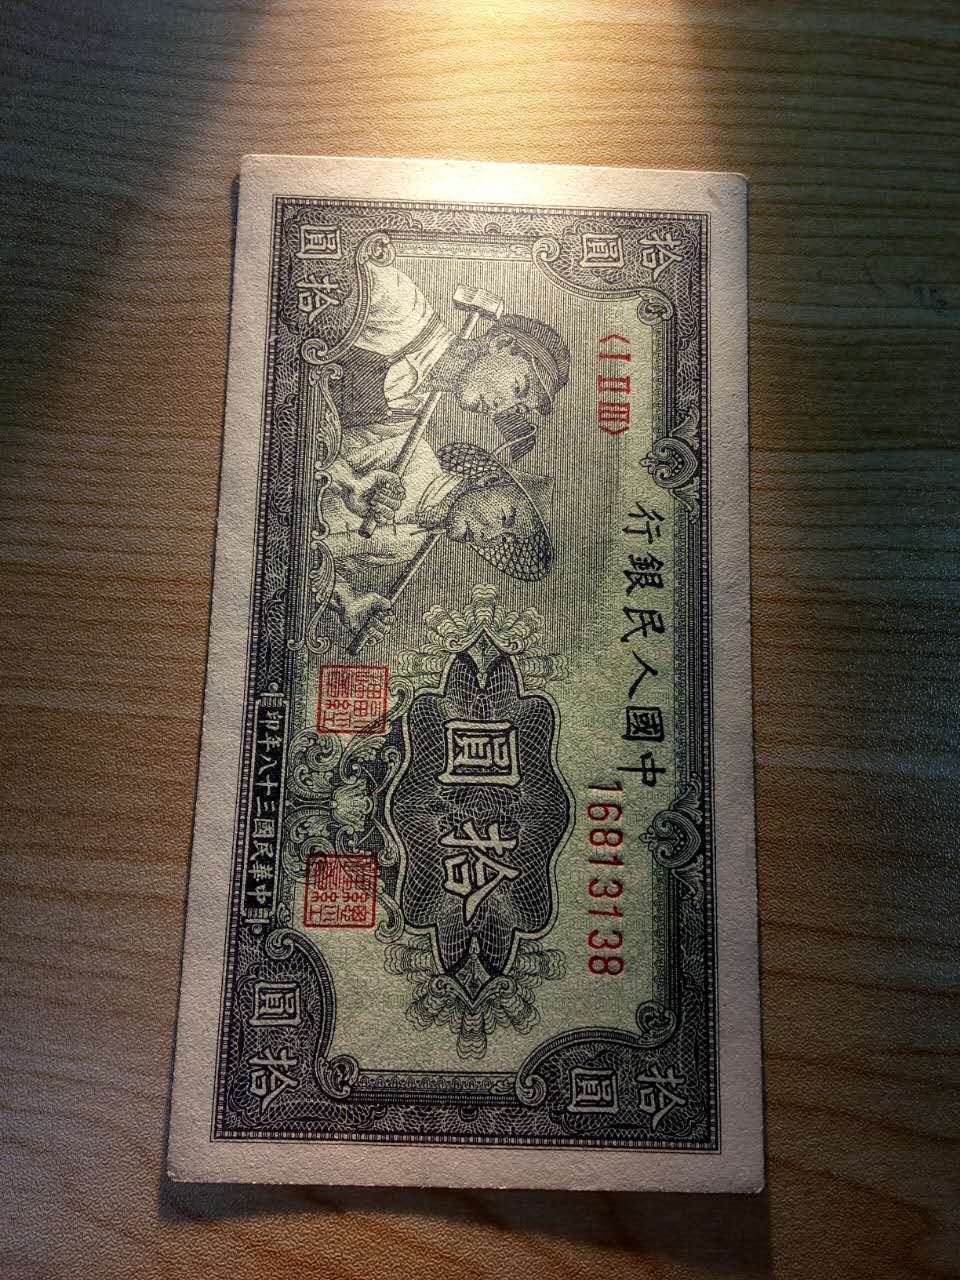 中國人民銀行
〈I II III〉
16813138
拾圓
拾圓
拾圓
拾圓
拾圓
中華民國三十八年印